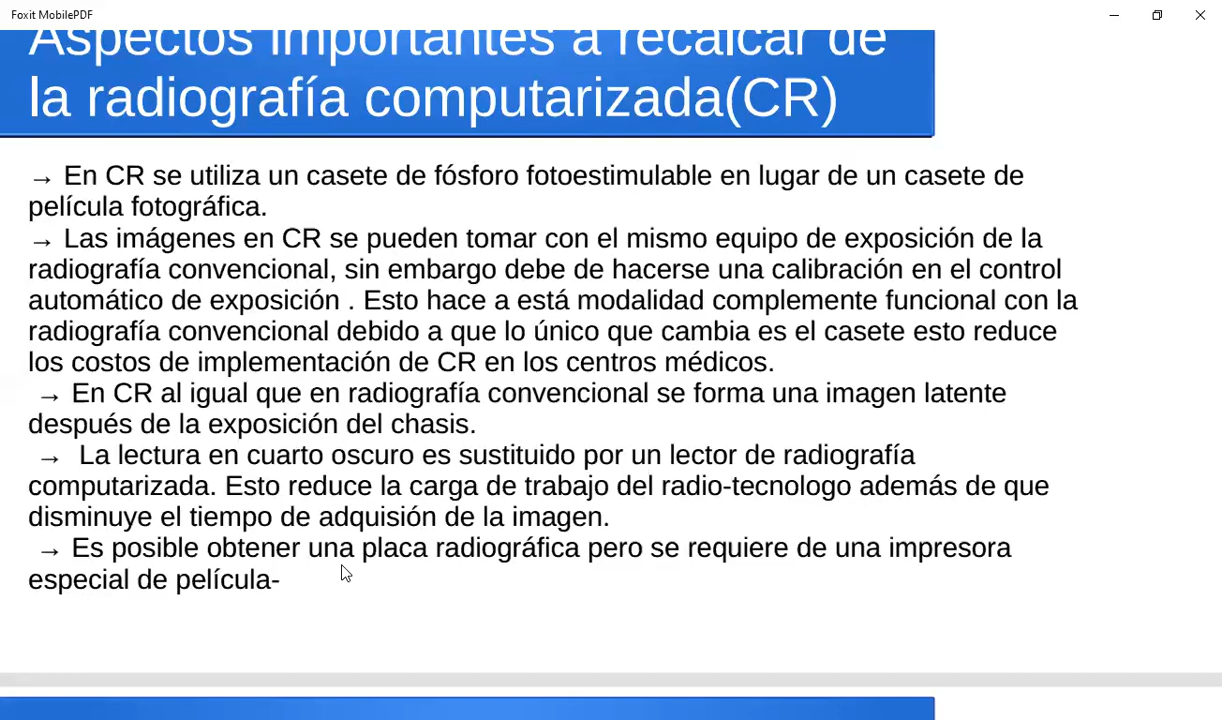 Foxit MobilePDF
Aspectos importantes a recalcar de
la radiografía computarizada(CR)
→ En CR se utiliza un casete de fósforo fotoestimulable en lugar de un casete de
película fotográfica.
→ Las imágenes en CR se pueden tomar con el mismo equipo de exposición de la
radiografía convencional, sin embargo debe de hacerse una calibración en el control
automático de exposición . Esto hace a está modalidad complemente funcional con la
radiografía convencional debido a que lo único que cambia es el casete esto reduce
los costos de implementación de CR en los centros médicos.
→ En CR al igual que en radiografía convencional se forma una imagen latente
después de la exposición del chasis.
→ La lectura en cuarto oscuro es sustituido por un lector de radiografía
computarizada. Esto reduce la carga de trabajo del radio-tecnologo además de que
disminuye el tiempo de adquisión de la imagen.
→ Es posible obtener una placa radiográfica pero se requiere de una impresora
especial de película-